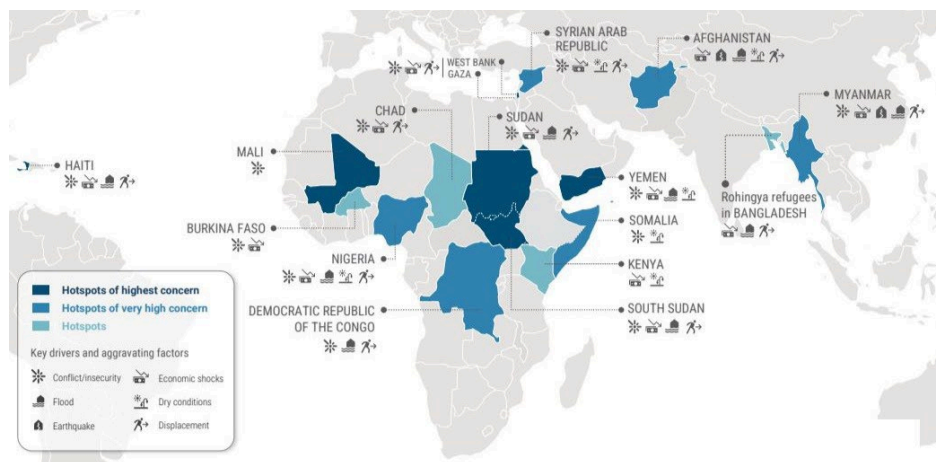 SYRIAN ARAB
REPUBLIC
AFGHANISTAN
WEST BANK
GAZA
MYANMAR
CHAD
SUDAN
MALI
HAITI
YEMEN
Rohingya refugees
in BANGLADESH
SOMALIA
BURKINA FASO
NIGERIA
KENYA
Hotspots of highest concern
Hotspots of very high concern
Hotspots
DEMOCRATIC REPUBLIC
OF THE CONGO
SOUTH SUDAN
Key drivers and aggravating factors
Conflict/insecurity
Economic shocks
Flood
Dry conditions
Earthquake
Displacement